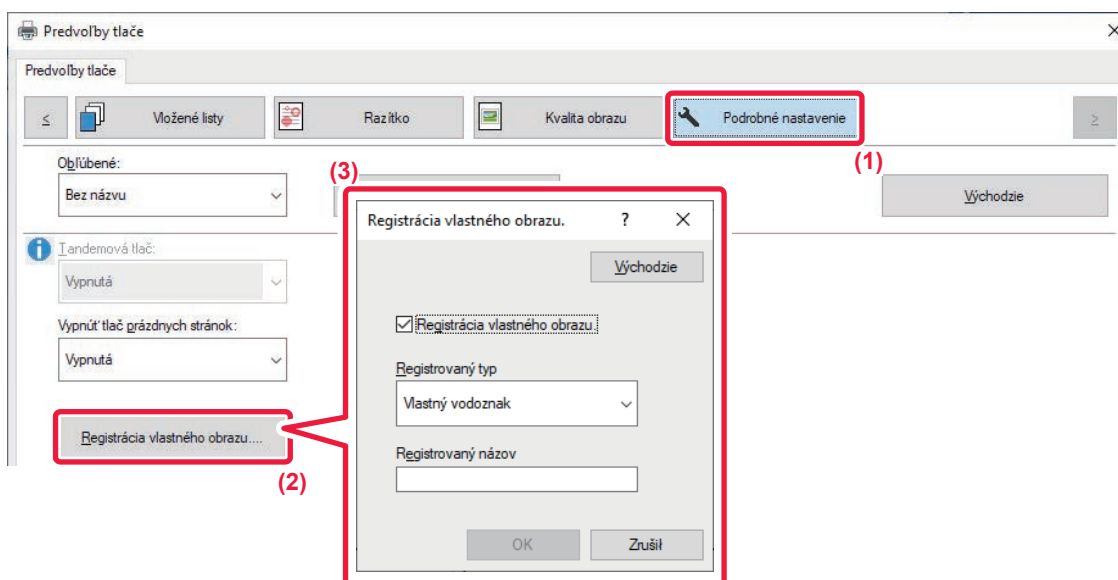 Predvoľby tlače
Predvoľby tlače
≤ Vložené listy Razítko Kvalita obrazu Podrobné nastavenie ≥
(1)
Obľúbené:
(3)
Bez názvu
Východzie
Registrácia vlastného obrazu. ?
Tandemová tlač:
Východzie
Vypnutá
Vypnúť tlač prázdnych stránok:
Registrácia vlastného obrazu.
Vypnutá
Registrovaný typ
Vlastný vodoznak
Registrácia vlastného obrazu....
Registrovaný názov
(2)
OK Zrušiť